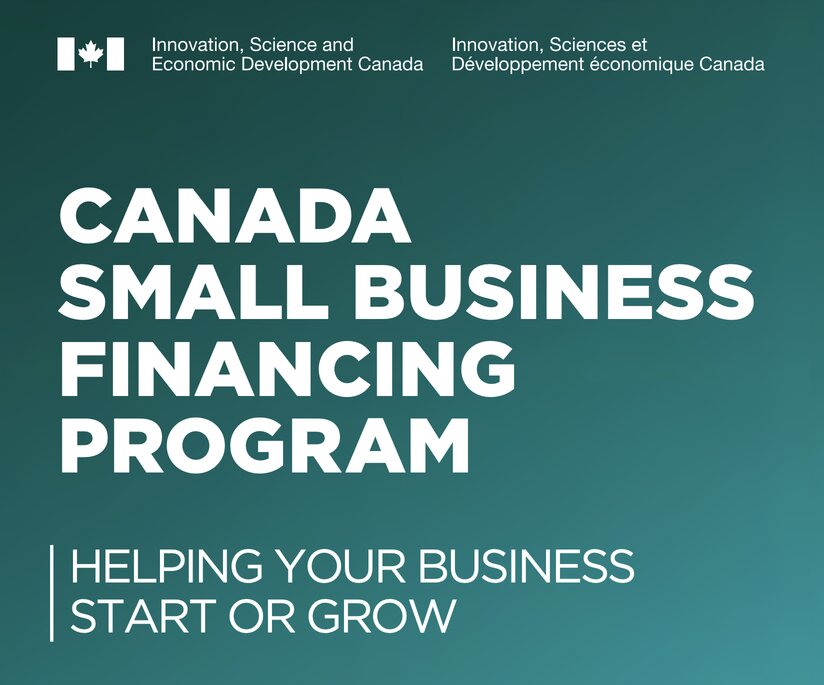 Innovation, Science and
Economic Development Canada
Innovation, Sciences et
Développement économique Canada
CANADA
SMALL BUSINESS
FINANCING
PROGRAM
HELPING YOUR BUSINESS
START OR GROW